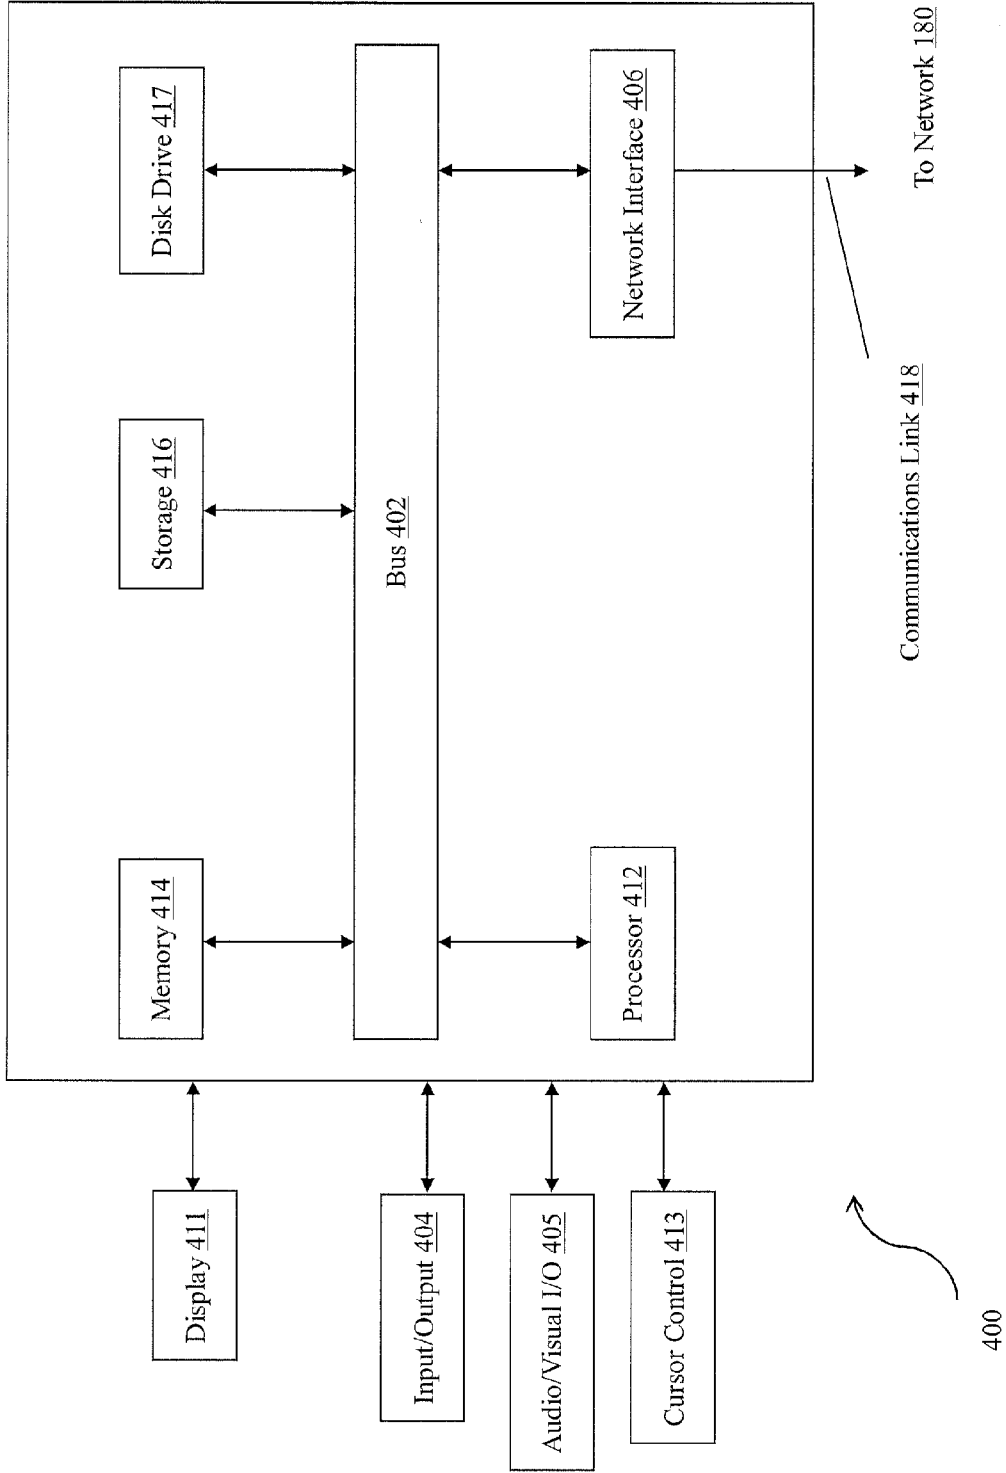 Display 411
Input/Output 404
Audio/Visual I/O 405
Cursor Control 413
Memory 414
Storage 416
Disk Drive 417
Bus 402
Processor 412
Network Interface 406
Communications Link 418
To Network 180
400